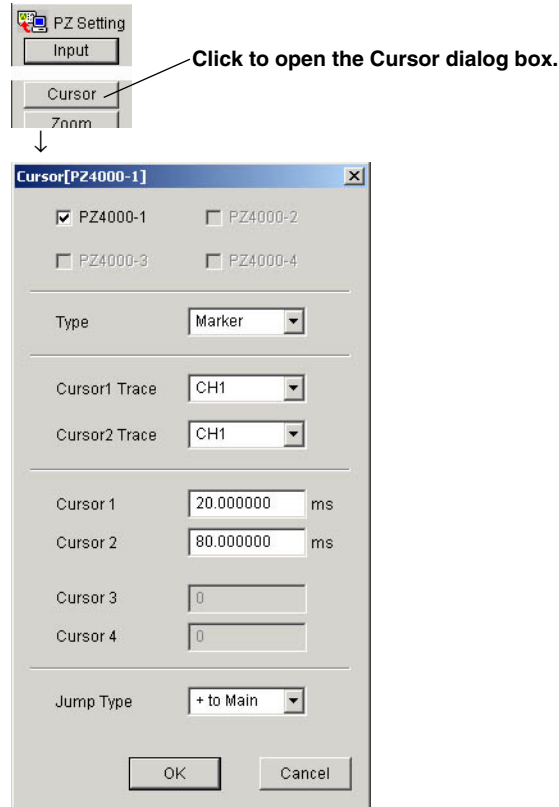 PZ Setting
Input
Click to open the Cursor dialog box.
Cursor
Zoom
↓
Cursor[PZ4000-1]
PZ4000-1 PZ4000-2
PZ4000-3 PZ4000-4
Type Marker
Cursor1 Trace CH1
Cursor2 Trace CH1
Cursor 1 20.000000 ms
Cursor 2 80.000000 ms
Cursor 3 0
Cursor 4 0
Jump Type + to Main
OK Cancel